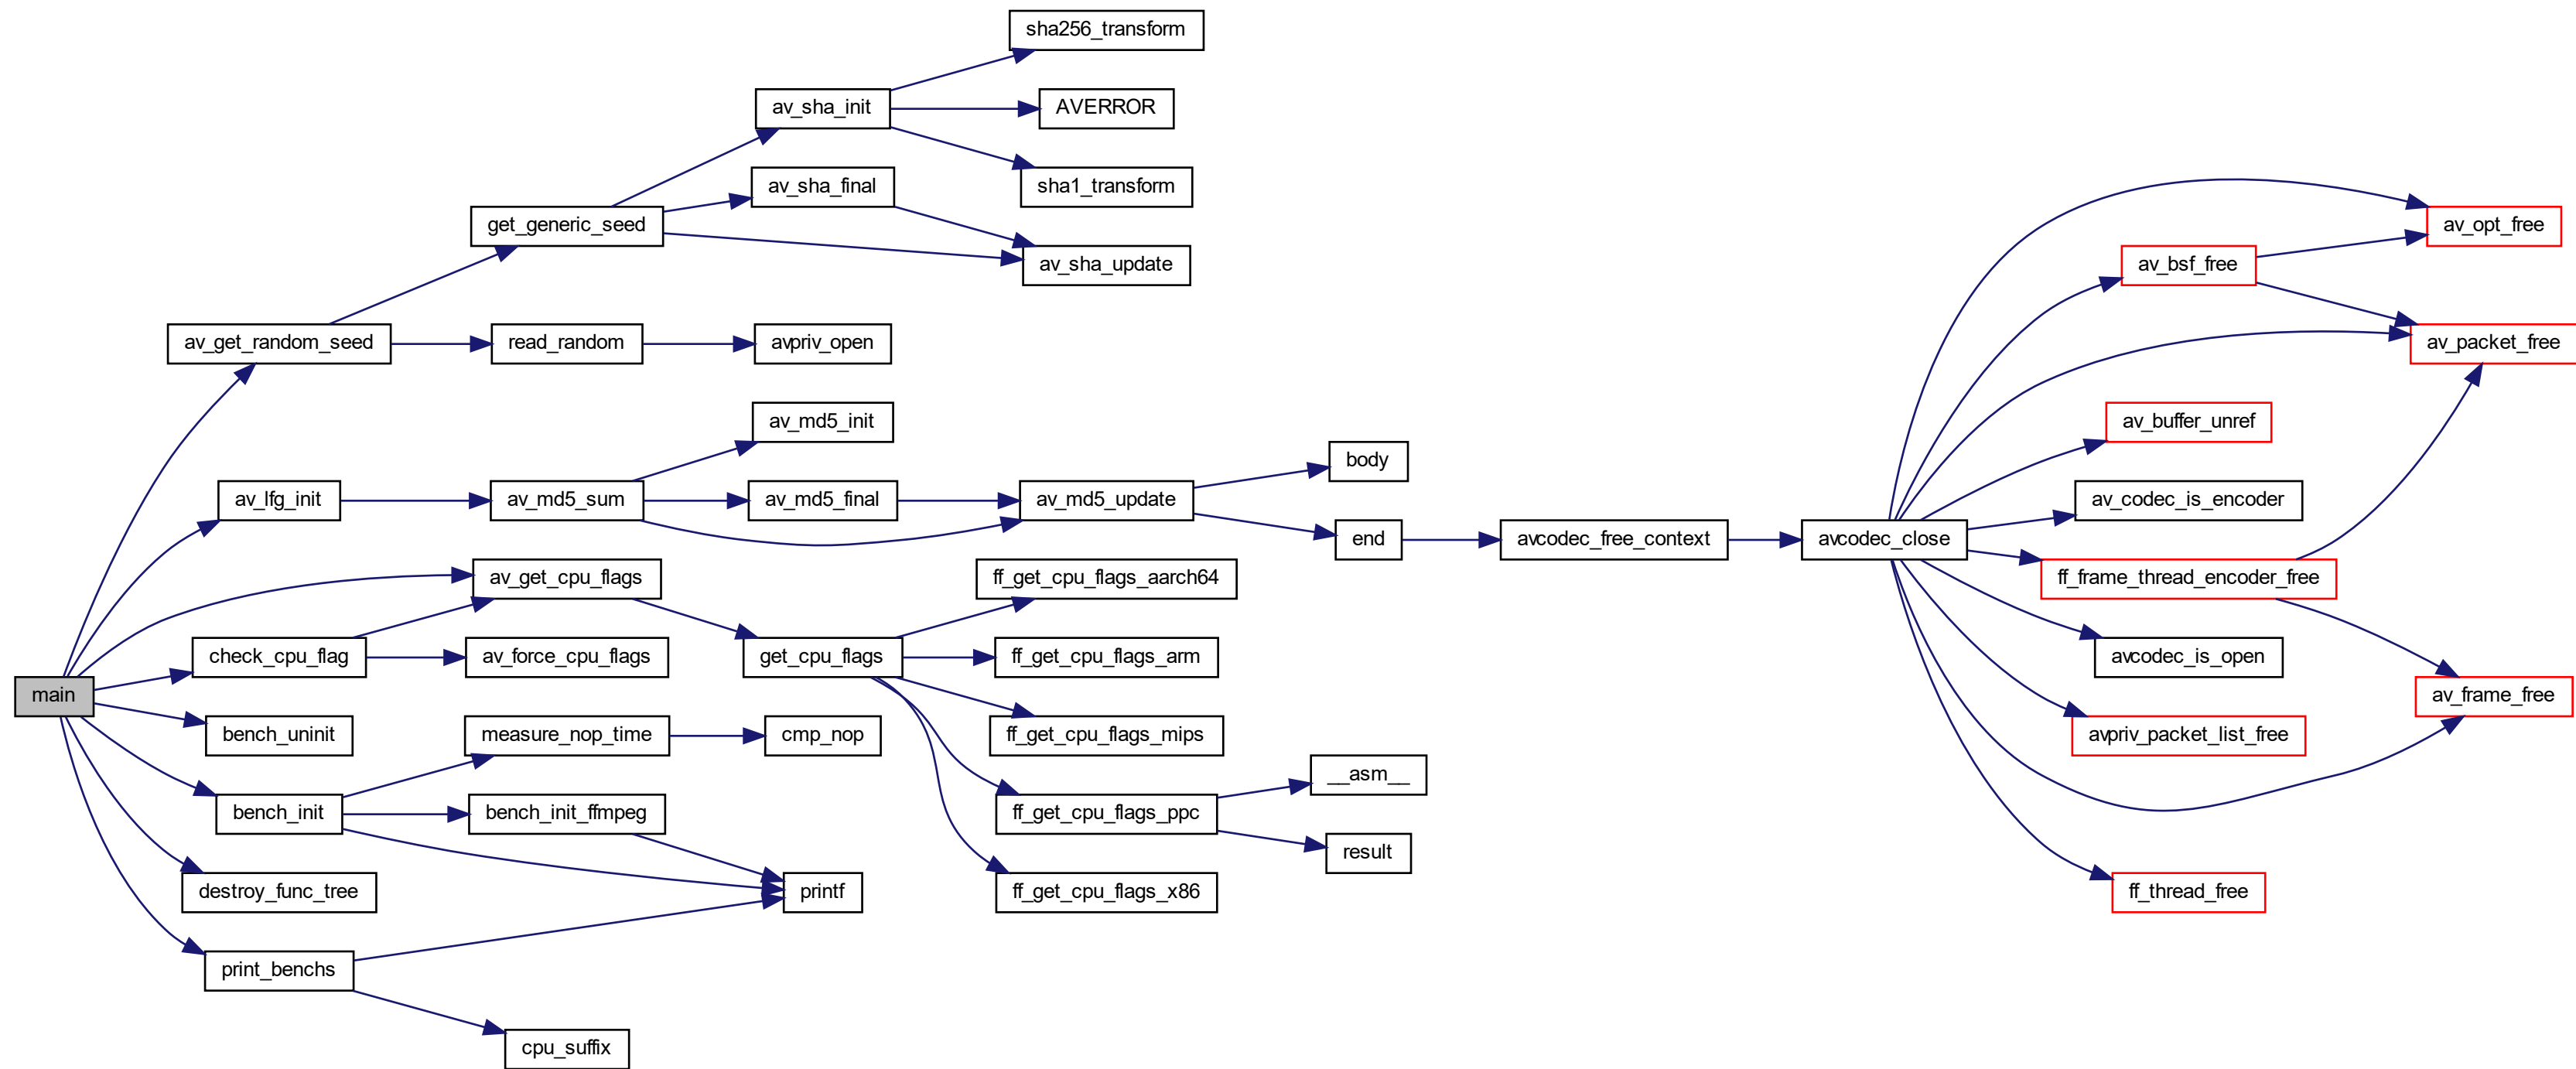 main
av_get_random_seed
av_lfg_init
check_cpu_flag
bench_uninit
bench_init
destroy_func_tree
print_benchs
get_generic_seed
read_random
av_md5_sum
av_get_cpu_flags
av_force_cpu_flags
measure_nop_time
bench_init_ffmpeg
cpu_suffix
av_sha_init
av_sha_final
avpriv_open
av_md5_init
av_md5_final
get_cpu_flags
cmp_nop
printf
sha256_transform
AVERROR
sha1_transform
av_sha_update
av_md5_update
ff_get_cpu_flags_aarch64
ff_get_cpu_flags_arm
ff_get_cpu_flags_mips
ff_get_cpu_flags_ppc
ff_get_cpu_flags_x86
body
end
__asm__
result
avcodec_free_context
avcodec_close
av_bsf_free
av_buffer_unref
av_codec_is_encoder
ff_frame_thread_encoder_free
avcodec_is_open
avpriv_packet_list_free
ff_thread_free
av_opt_free
av_packet_free
av_frame_free